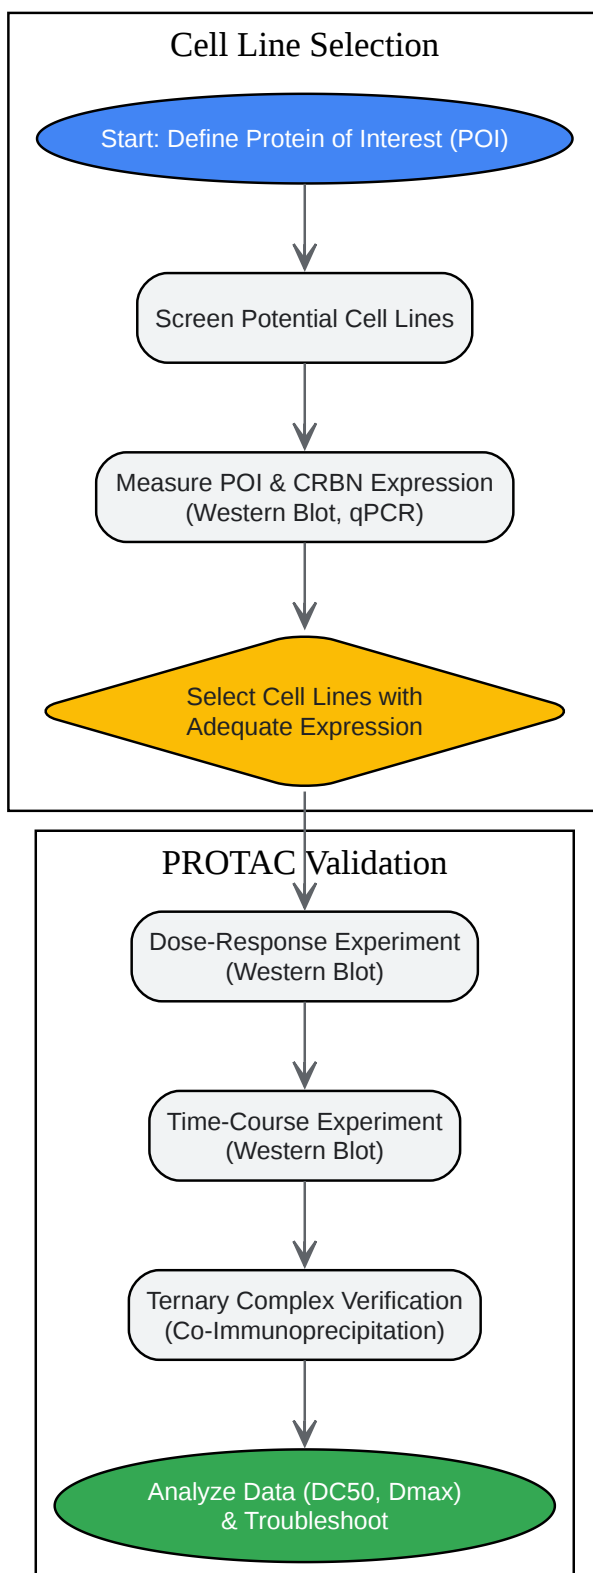 Cell Line Selection
Start: Define Protein of Interest (POI)
Screen Potential Cell Lines
Measure POI & CRBN Expression
(Western Blot, qPCR)
Select Cell Lines with
Adequate Expression
PROTAC Validation
Dose-Response Experiment
(Western Blot)
Time-Course Experiment
(Western Blot)
Ternary Complex Verification
(Co-Immunoprecipitation)
Analyze Data (DC50, Dmax)
& Troubleshoot